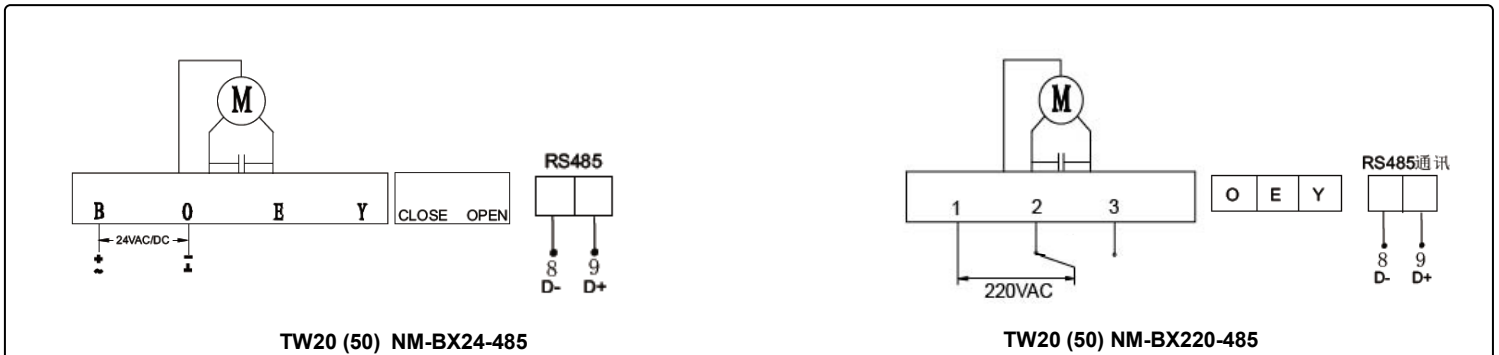 M
B O E Y
CLOSE OPEN
24VAC/DC
+ -
~ ⊥
RS485
8 9
D- D+
TW20 (50) NM-BX24-485
M
1 2 3
220VAC
O E Y
RS485通讯
8 9
D- D+
TW20 (50) NM-BX220-485